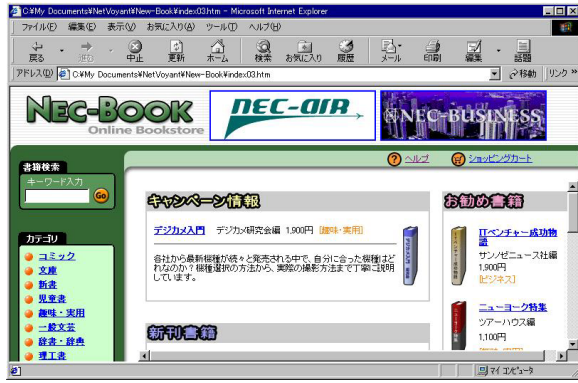 C:¥My Documents¥NetVoyant¥New-Book¥index03.htm - Microsoft Internet Explorer
ファイル(F) 編集(E) 表示(V) お気に入り(A) ツール(T) ヘルプ(H)
戻る 進む 中止 更新 ホーム 検索 お気に入り 履歴 メール 印刷 編集 話題
アドレス(D) C:¥My Documents¥NetVoyant¥New-Book¥index03.htm 移動 リンク »
NEC-BOOK
Online Bookstore
NEC-AIR
NEC-BUSINESS
ヘルプ ショッピングカート
書籍検索
キーワード入力
Go
カテゴリ
コミック
文庫
新書
児童書
趣味・実用
一般文芸
辞書・辞典
理工書
キャンペーン情報
デジカメ入門 デジカメ研究会編 1,900円 [趣味・実用]
各社から最新機種が続々と発売される中で、自分に合った機種はど
れなのか？機種選択の方法から、実際の撮影方法まで丁寧に説明
しています。
新刊書籍
お勧め書籍
ITベンチャー成功物
語
サンノゼニュース社編
1,900円
[ビジネス]
ニューヨーク特集
ツアーハウス編
1,100円
マイ コンピュータ